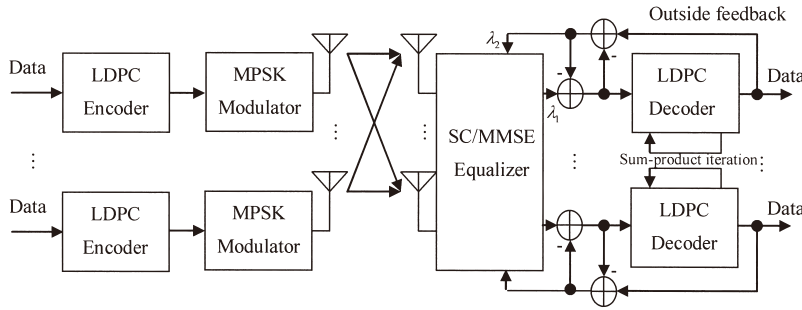 Outside feedback
Data
LDPC
Encoder
MPSK
Modulator
λ2
λ1
-
-
SC/MMSE
Equalizer
LDPC
Decoder
Data
...
...
...
...
Sum-product iteration
...
Data
LDPC
Encoder
MPSK
Modulator
-
-
LDPC
Decoder
Data